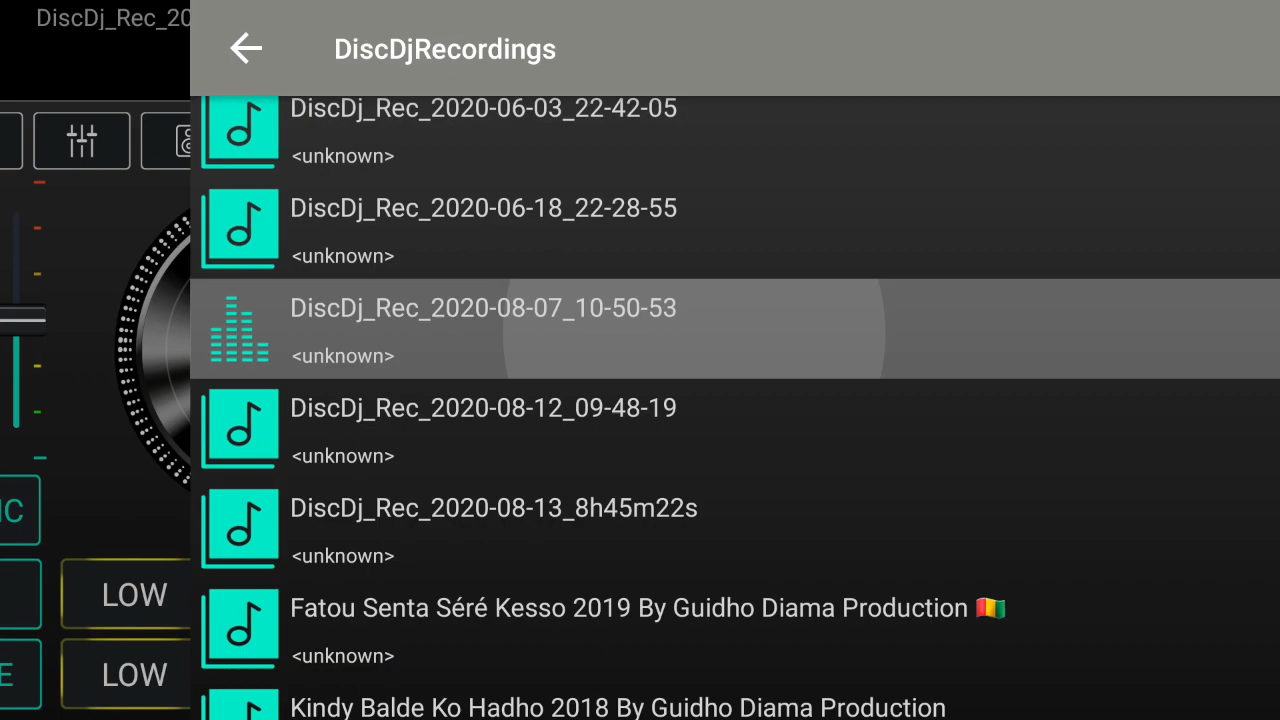 DiscDj_Rec_20
DiscDjRecordings
DiscDj_Rec_2020-06-03_22-42-05
<unknown>
DiscDj_Rec_2020-06-18_22-28-55
<unknown>
DiscDj_Rec_2020-08-07_10-50-53
<unknown>
DiscDj_Rec_2020-08-12_09-48-19
<unknown>
DiscDj_Rec_2020-08-13_8h45m22s
<unknown>
Fatou Senta Séré Kesso 2019 By Guidho Diama Production 🇬🇳
<unknown>
Kindy Balde Ko Hadho 2018 By Guidho Diama Production
IC
LOW
E
LOW